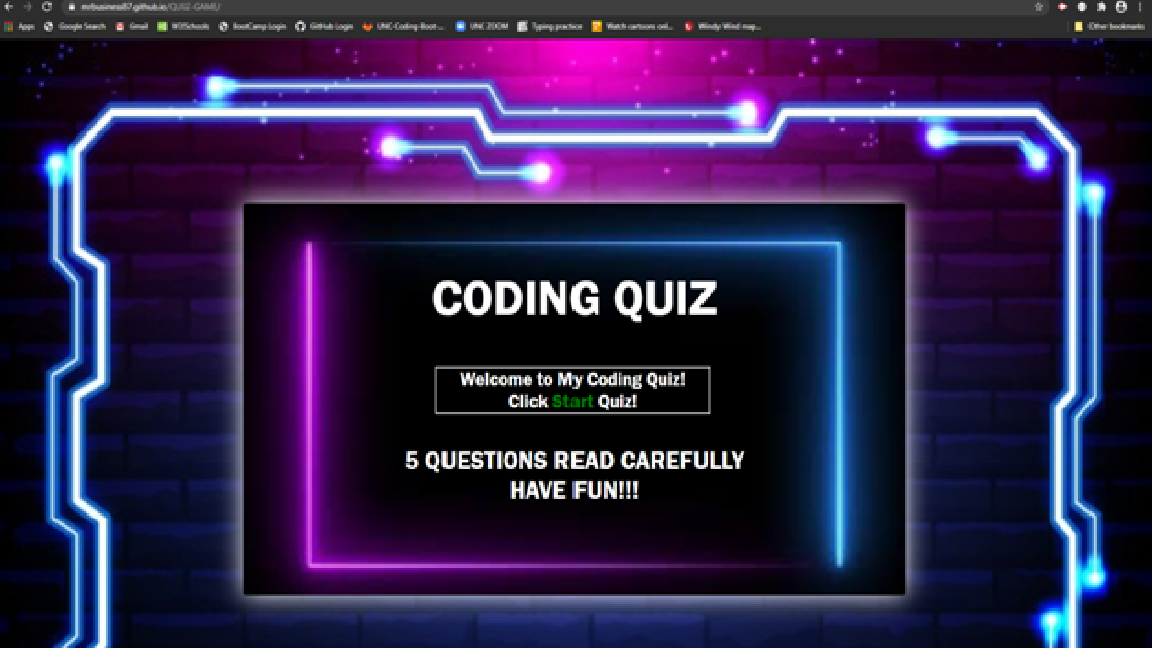 mrbusiness87.github.io/QUIZ-GAME/
Apps Google Search Gmail W3Schools BootCamp Login GitHub Login UNC-Coding-Boot-... UNC ZOOM Typing practice Watch cartoons onl... Windy Wind map... Other bookmarks
CODING QUIZ
Welcome to My Coding Quiz!
Click Start Quiz!
5 QUESTIONS READ CAREFULLY
HAVE FUN!!!